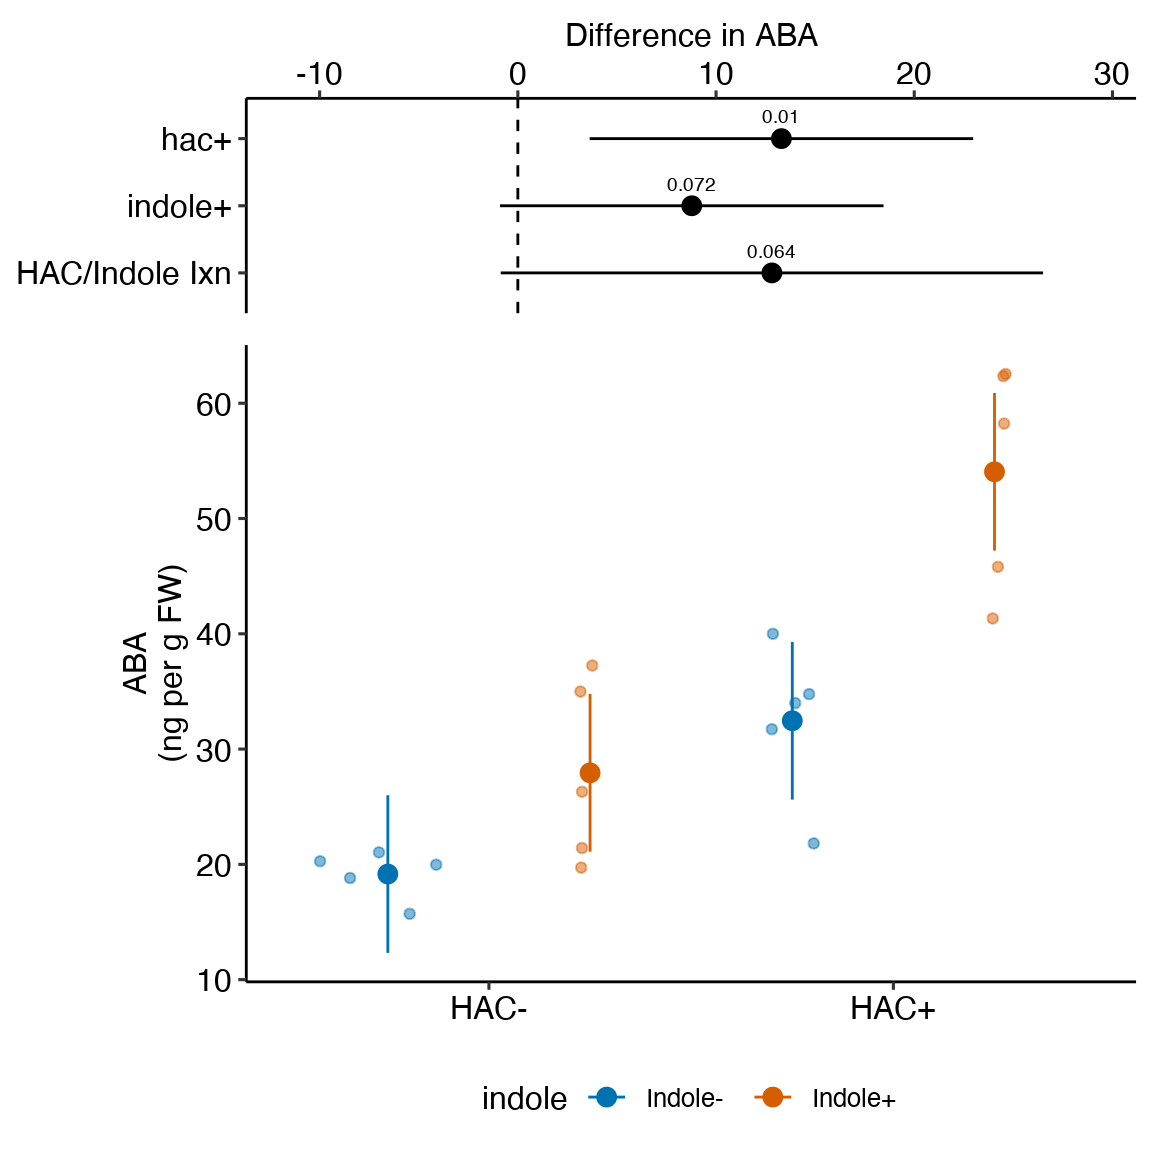 Difference in ABA
-10 0 10 20 30
hac+
0.01
indole+
0.072
HAC/Indole Ixn
0.064
ABA
(ng per g FW)
60
50
40
30
20
10
HAC- HAC+
indole Indole- Indole+